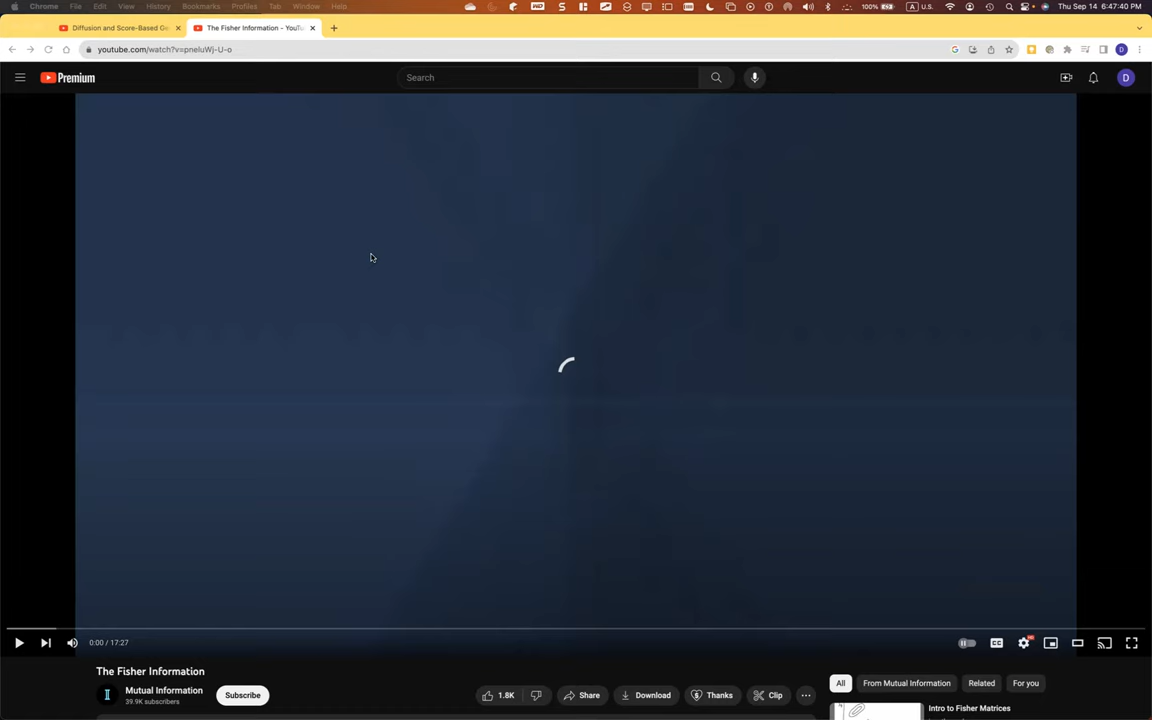 Chrome File Edit View History Bookmarks Profiles Tab Window Help 100% A U.S. Thu Sep 14 6:47:40 PM
Diffusion and Score-Based Ge The Fisher Information - YouTu
youtube.com/watch?v=pneluWj-U-o
D
Premium
Search
D
0:00 / 17:27
CC
HD
The Fisher Information
Mutual Information
39.9K subscribers
Subscribe
1.8K
Share
Download
Thanks
Clip
All
From Mutual Information
Related
For you
Intro to Fisher Matrices